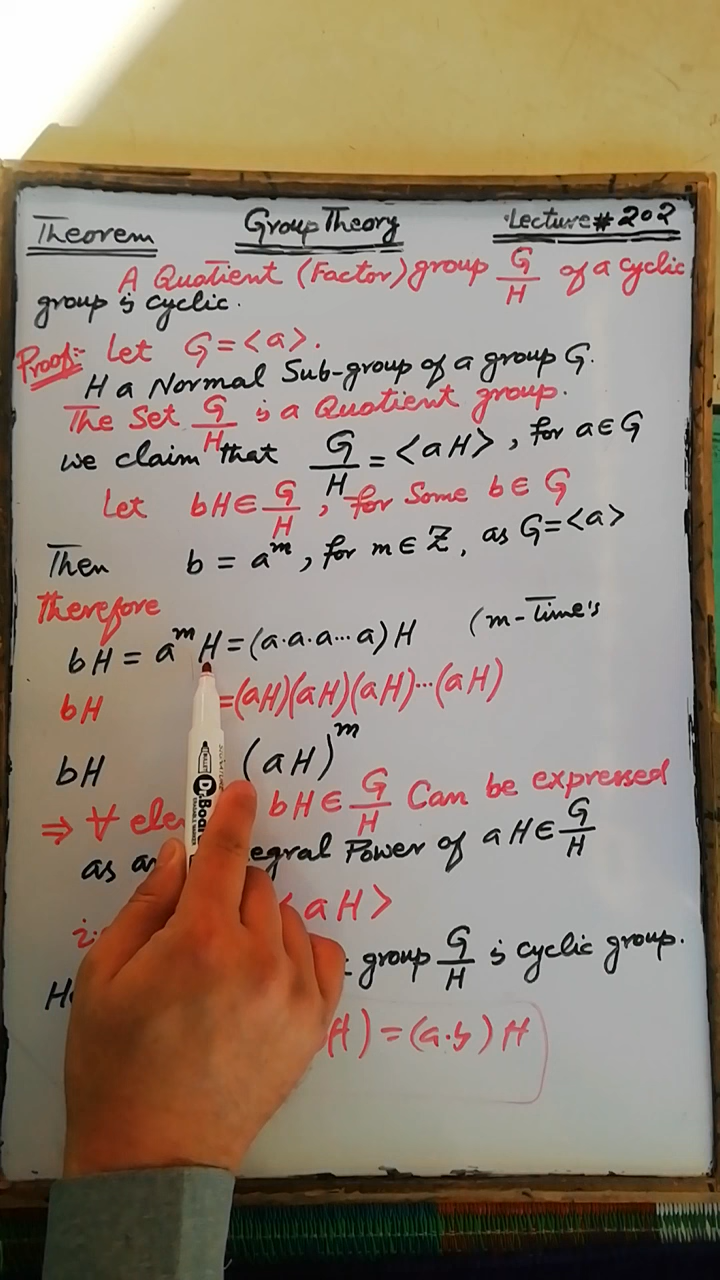 Theorem Group Theory Lecture # 202
A Quotient (Factor) group G/H of a cyclic
group is cyclic.
Proof:- Let G = <a>.
H a Normal Sub-group of a group G.
The Set G/H is a Quotient group.
we claim that G/H = <aH>, for a ∈ G
Let bH ∈ G/H, for Some b ∈ G
Then b = a^m, for m ∈ Z, as G = <a>
therefore
bH = a^m H = (a·a·a···a) H (m-Time's
bH = (aH)(aH)(aH)···(aH)
bH (aH)^m
⇒ ∀ bH ∈ G/H Can be expressed
as Power of aH ∈ G/H
<aH>
group G/H is cyclic group.
H) = (a·b) H
Dr.Board